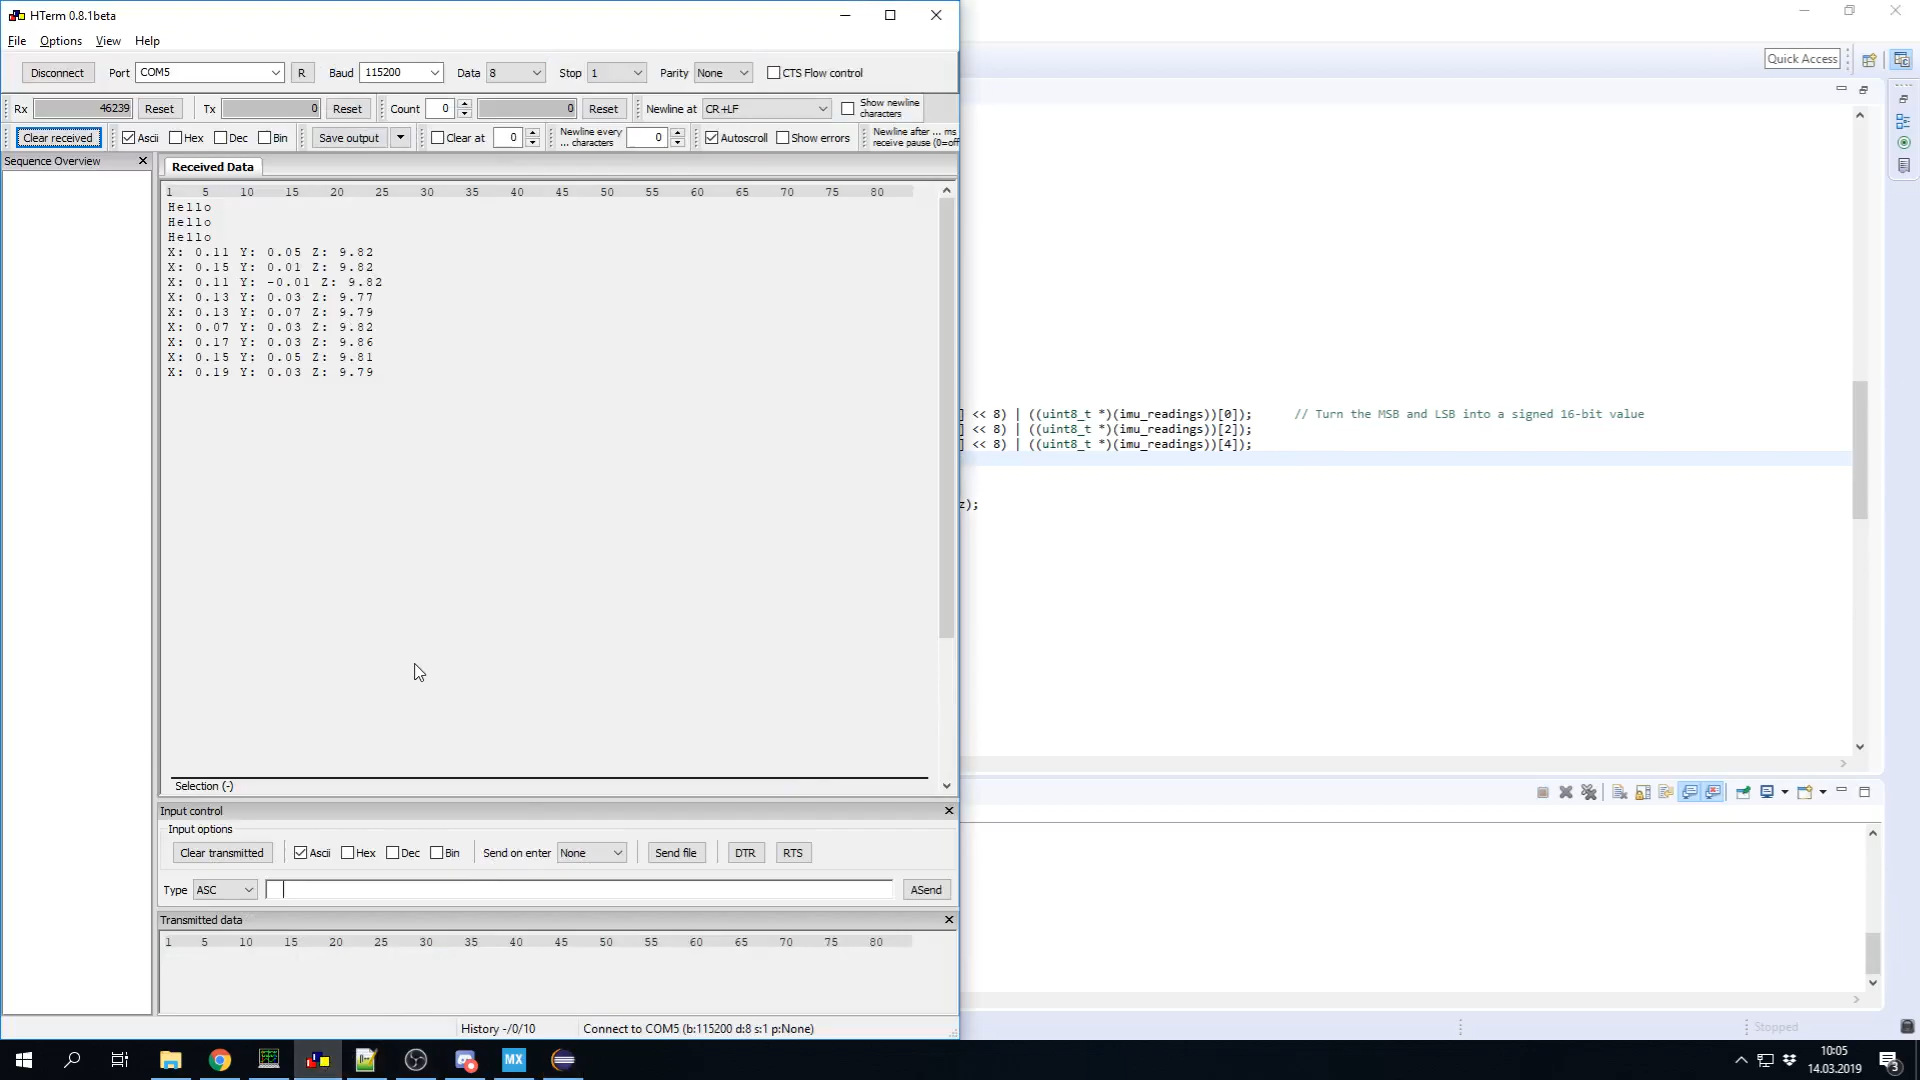 HTerm 0.8.1beta
File Options View Help
Disconnect Port COM5 R Baud 115200 Data 8 Stop 1 Parity None CTS Flow control
Rx 46239 Reset Tx 0 Reset Count 0 0 Reset Newline at CR+LF Show newline characters
Clear received Ascii Hex Dec Bin Save output Clear at 0 Newline every ... characters 0 Autoscroll Show errors Newline after ... ms receive pause (0=off
Sequence Overview
Received Data
1 5 10 15 20 25 30 35 40 45 50 55 60 65 70 75 80
Hello
Hello
Hello
X: 0.11 Y: 0.05 Z: 9.82
X: 0.15 Y: 0.01 Z: 9.82
X: 0.11 Y: -0.01 Z: 9.82
X: 0.13 Y: 0.03 Z: 9.77
X: 0.13 Y: 0.07 Z: 9.79
X: 0.07 Y: 0.03 Z: 9.82
X: 0.17 Y: 0.03 Z: 9.86
X: 0.15 Y: 0.05 Z: 9.81
X: 0.19 Y: 0.03 Z: 9.79
Selection (-)
Input control
Input options
Clear transmitted Ascii Hex Dec Bin Send on enter None Send file DTR RTS
Type ASC ASend
Transmitted data
1 5 10 15 20 25 30 35 40 45 50 55 60 65 70 75 80
History -/0/10 Connect to COM5 (b:115200 d:8 s:1 p:None)
Quick Access
] << 8) | ((uint8_t *)(imu_readings))[0]); // Turn the MSB and LSB into a signed 16-bit value
] << 8) | ((uint8_t *)(imu_readings))[2]);
] << 8) | ((uint8_t *)(imu_readings))[4]);
z);
Stopped
MX
10:05
14.03.2019
3